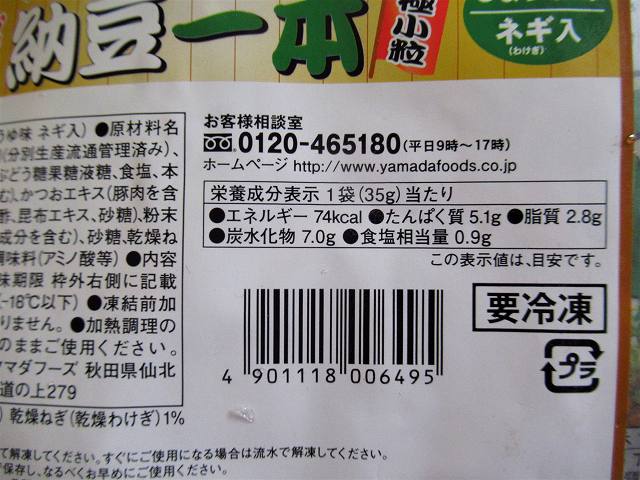 納豆一本
極小粒
ネギ入
(わけぎ)
うゆ味 ネギ入) ●原材料名
(分別生産流通管理済み)、
ぶどう糖果糖液糖、食塩、本
む)、かつおエキス(豚肉を含
酢、昆布エキス、砂糖)、粉末
成分を含む)、砂糖、乾燥ね
調味料(アミノ酸等) ●内容
味期限 枠外右側に記載
(-18℃以下) ●凍結前加
りません。●加熱調理の
のままご使用ください。
ヤマダフーズ 秋田県仙北
道の上279
) 乾燥ねぎ(乾燥わけぎ)1%
お客様相談室
0120-465180(平日9時〜17時)
ホームページ http://www.yamadafoods.co.jp
栄養成分表示 1袋(35g)当たり
●エネルギー 74kcal ●たんぱく質 5.1g ●脂質 2.8g
●炭水化物 7.0g ●食塩相当量 0.9g
この表示値は、目安です。
要冷凍
プラ
4 901118 006495
て解凍してください。すぐにご使用になる場合は流水で解凍してください。
で保存し、なるべくお早めにご使用ください。